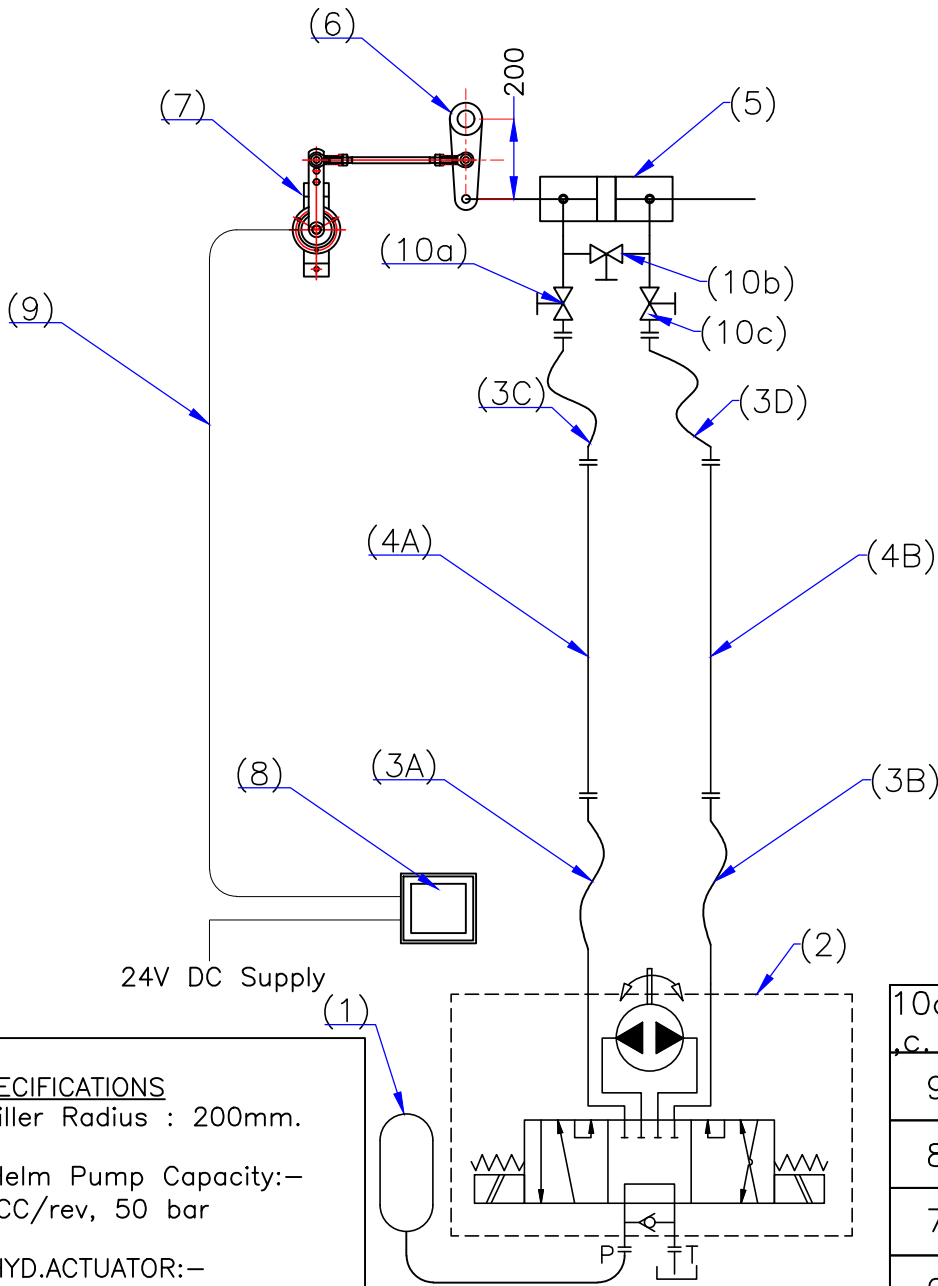 (6)
200
(7)
(5)
(10a)
(10b)
(9)
(10c)
(3C)
(3D)
(4A)
(4B)
(3A)
(3B)
(8)
(2)
24V DC Supply
(1)
ECIFICATIONS
iller Radius : 200mm.
Helm Pump Capacity:-
CC/rev, 50 bar
HYD.ACTUATOR:-
P
T
,c.
9
8
7